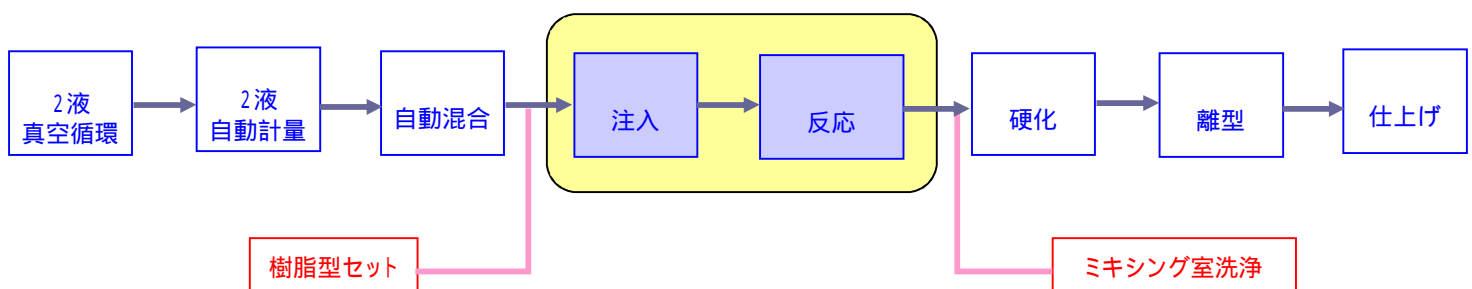 2液
真空循環
2液
自動計量
自動混合
注入
反応
硬化
離型
仕上げ
樹脂型セット
ミキシング室洗浄